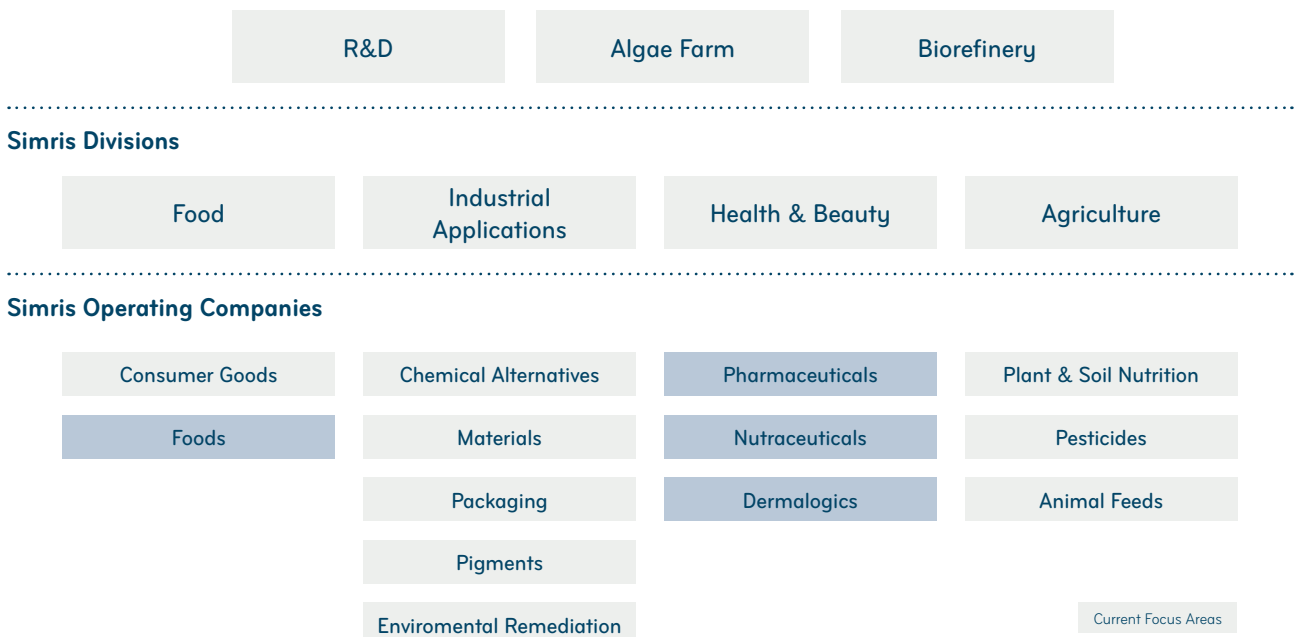 R&D
Algae Farm
Biorefinery
Simris Divisions
Food
Industrial
Applications
Health & Beauty
Agriculture
Simris Operating Companies
Consumer Goods
Chemical Alternatives
Pharmaceuticals
Plant & Soil Nutrition
Foods
Materials
Nutraceuticals
Pesticides
Packaging
Dermalogics
Animal Feeds
Pigments
Enviromental Remediation
Current Focus Areas